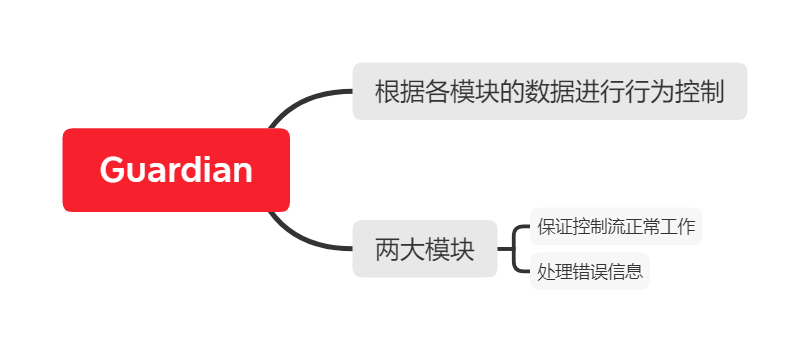 Guardian
根据各模块的数据进行行为控制
两大模块
保证控制流正常工作
处理错误信息